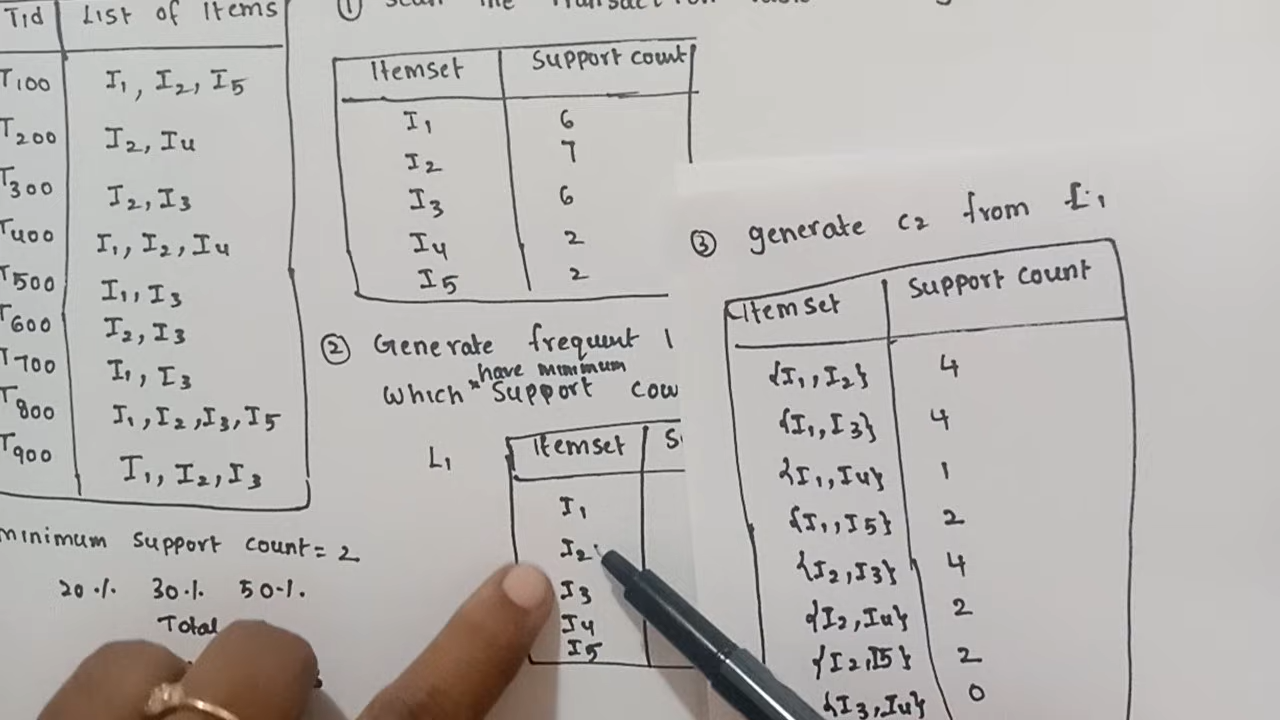 Tid List of Items
T100 I1, I2, I5
T200 I2, I4
T300 I2, I3
T400 I1, I2, I4
T500 I1, I3
T600 I2, I3
T700 I1, I3
T800 I1, I2, I3, I5
T900 I1, I2, I3
minimum support count = 2
20% 30% 50%
Total
① scan the Transaction
Itemset Support count
I1 6
I2 7
I3 6
I4 2
I5 2
② Generate frequent 1
which have minimum support cou
L1
Itemset S
I1
I2
I3
I4
I5
③ generate C2 from L1
Itemset Support count
{I1, I2} 4
{I1, I3} 4
{I1, I4} 1
{I1, I5} 2
{I2, I3} 4
{I2, I4} 2
{I2, I5} 2
{I3, I4} 0